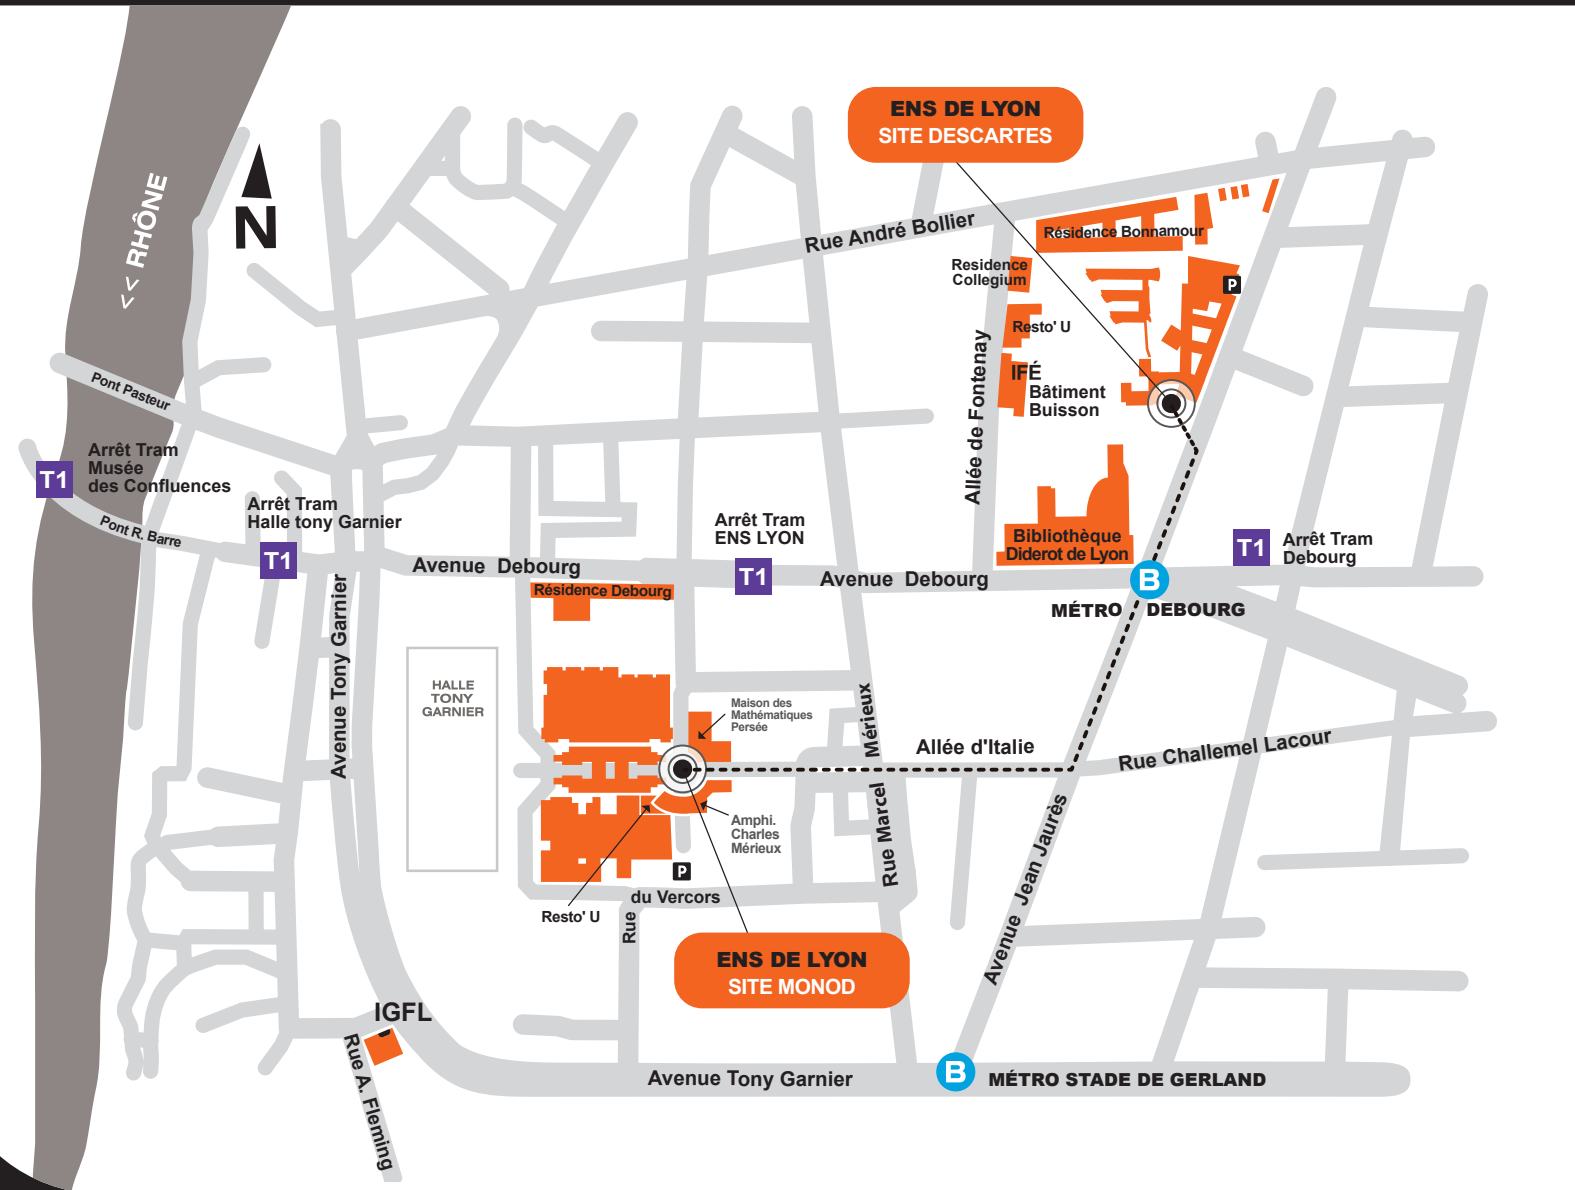 ENS DE LYON
SITE DESCARTES
<< RHÔNE
N
Rue André Bollier
Résidence Bonnamour
Residence
Collegium
P
Resto' U
Allée de Fontenay
IFÉ
Bâtiment
Buisson
Pont Pasteur
Arrêt Tram
Musée
des Confluences
T1
Arrêt Tram
Halle tony Garnier
T1
Pont R. Barre
Arrêt Tram
ENS LYON
T1
Bibliothèque
Diderot de Lyon
T1
Arrêt Tram
Debourg
Avenue Debourg
Avenue Debourg
B
MÉTRO DEBOURG
Résidence Debourg
Avenue Tony Garnier
HALLE
TONY
GARNIER
Maison des
Mathématiques
Persée
Rue Marcel Mérieux
Allée d'Italie
Rue Challemel Lacour
Amphi.
Charles
Mérieux
Avenue Jean Jaurès
P
Resto' U
Rue du Vercors
ENS DE LYON
SITE MONOD
IGFL
Rue A. Fleming
Avenue Tony Garnier
B
MÉTRO STADE DE GERLAND